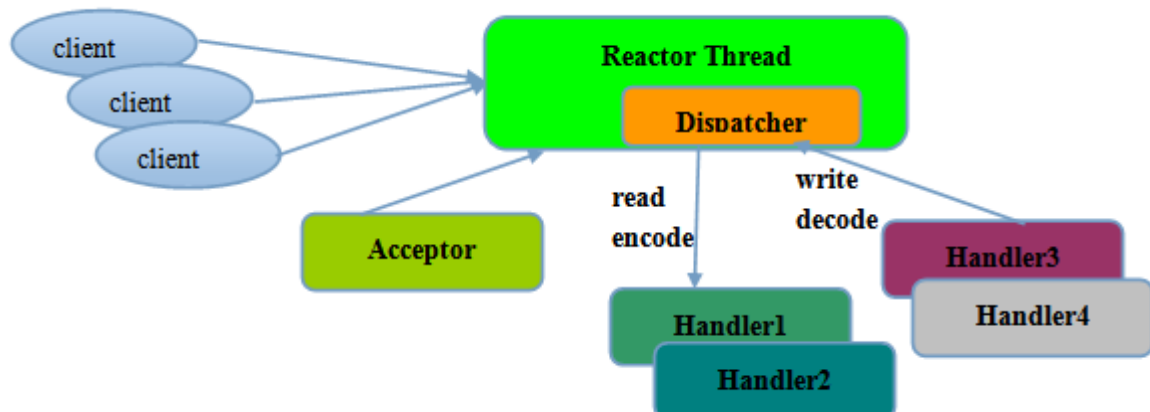 client
client
client
Reactor Thread
Dispatcher
read
encode
write
decode
Acceptor
Handler1
Handler2
Handler3
Handler4